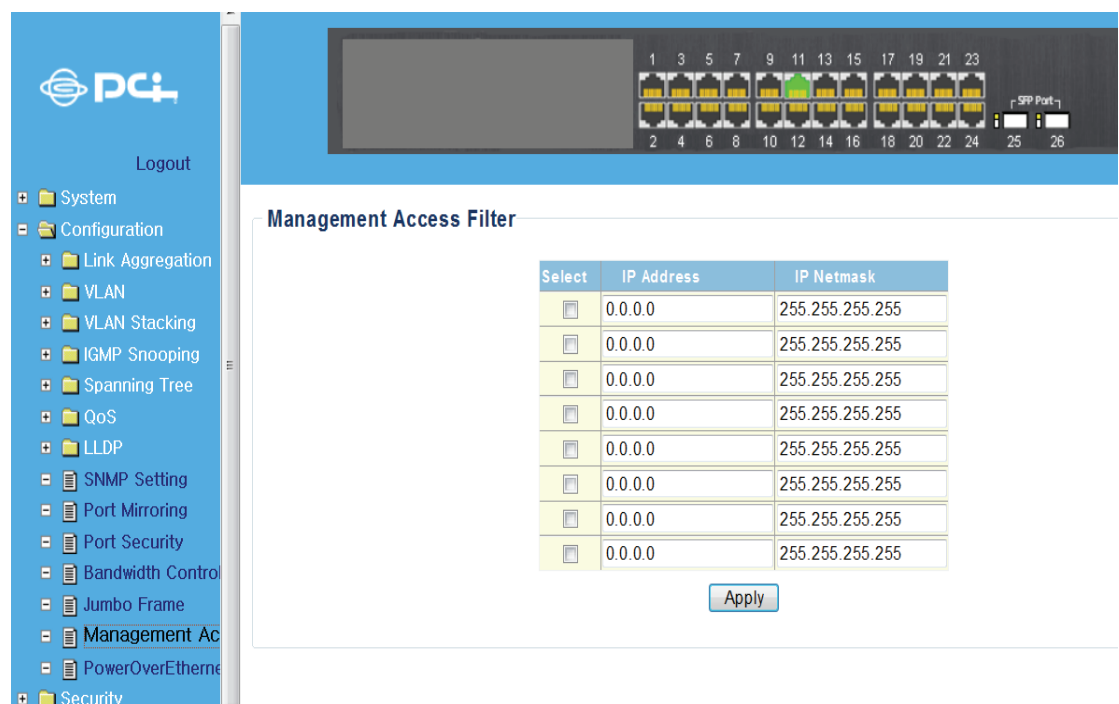 PCi
Logout
System
Configuration
Link Aggregation
VLAN
VLAN Stacking
IGMP Snooping
Spanning Tree
QoS
LLDP
SNMP Setting
Port Mirroring
Port Security
Bandwidth Control
Jumbo Frame
Management Ac
PowerOverEtherne
Security
1 3 5 7 9 11 13 15 17 19 21 23
SFP Port
2 4 6 8 10 12 14 16 18 20 22 24 25 26
Management Access Filter
Select IP Address IP Netmask
0.0.0.0 255.255.255.255
0.0.0.0 255.255.255.255
0.0.0.0 255.255.255.255
0.0.0.0 255.255.255.255
0.0.0.0 255.255.255.255
0.0.0.0 255.255.255.255
0.0.0.0 255.255.255.255
0.0.0.0 255.255.255.255
Apply